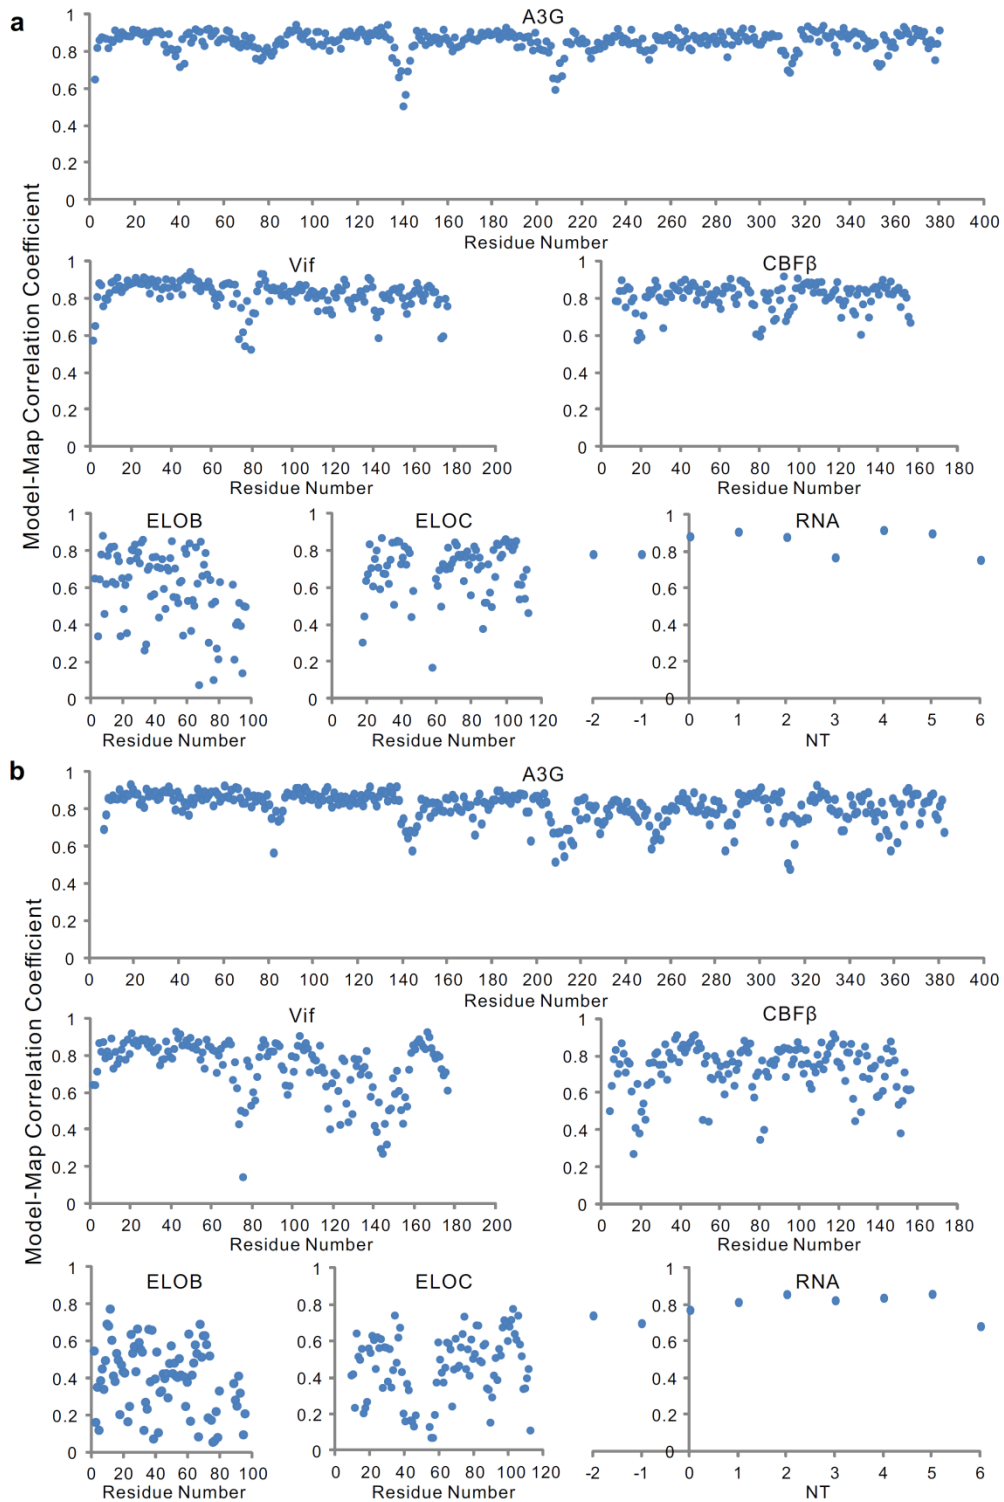 a
A3G
1
0.8
0.6
0.4
0.2
0
0 20 40 60 80 100 120 140 160 180 200 220 240 260 280 300 320 340 360 380 400
Residue Number
Model-Map Correlation Coefficient
Vif
1
0.8
0.6
0.4
0.2
0
0 20 40 60 80 100 120 140 160 180 200
Residue Number
CBFβ
1
0.8
0.6
0.4
0.2
0
0 20 40 60 80 100 120 140 160 180
Residue Number
ELOB
1
0.8
0.6
0.4
0.2
0
0 20 40 60 80 100
Residue Number
ELOC
1
0.8
0.6
0.4
0.2
0
0 20 40 60 80 100 120
Residue Number
RNA
1
0.8
0.6
0.4
0.2
0
-2 -1 0 1 2 3 4 5 6
NT
b
A3G
1
0.8
0.6
0.4
0.2
0
0 20 40 60 80 100 120 140 160 180 200 220 240 260 280 300 320 340 360 380 400
Residue Number
Model-Map Correlation Coefficient
Vif
1
0.8
0.6
0.4
0.2
0
0 20 40 60 80 100 120 140 160 180 200
Residue Number
CBFβ
1
0.8
0.6
0.4
0.2
0
0 20 40 60 80 100 120 140 160 180
Residue Number
ELOB
1
0.8
0.6
0.4
0.2
0
0 20 40 60 80 100
Residue Number
ELOC
1
0.8
0.6
0.4
0.2
0
0 20 40 60 80 100 120
Residue Number
RNA
1
0.8
0.6
0.4
0.2
0
-2 -1 0 1 2 3 4 5 6
NT